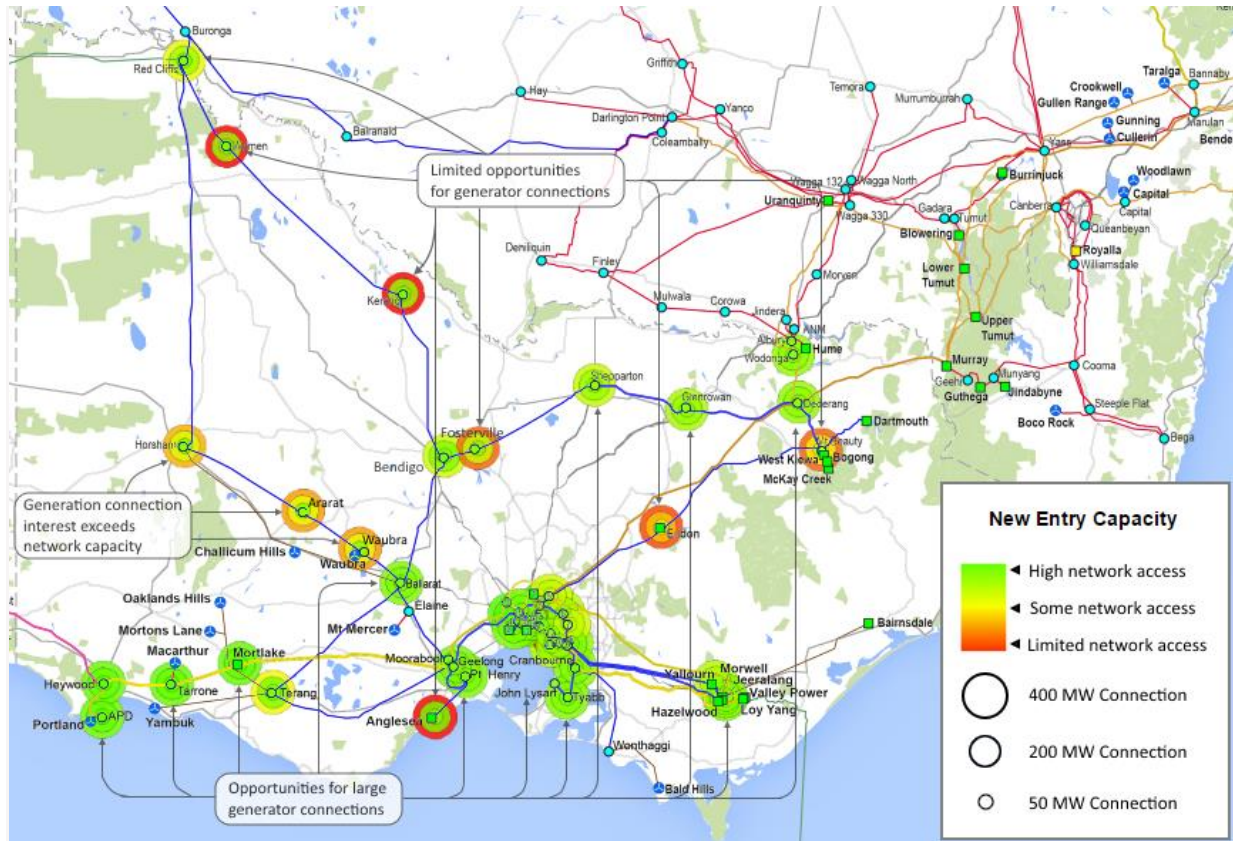 Buronga
Red Cliffs
Wemen
Balranald
Hay
Griffith
Yanco
Darlington Point
Coleambally
Temora
Murrumburrah
Crookwell
Gullen Range
Taralga
Bannaby
Gunning
Cullerin
Marulan
Yass
Limited opportunities
for generator connections
Wagga 132
Wagga North
Uranquinty
Wagga 330
Burrinjuck
Woodlawn
Capital
Capital
Canberra
Gadara
Tumut
Blowering
Queanbeyan
Royalla
Williamsdale
Lower
Tumut
Deniliquin
Finley
Morven
Mulwala
Corowa
Jindera
ANM
Albury
Hume
Wodonga
Upper
Tumut
Murray
Geehi
Guthega
Munyang
Jindabyne
Cooma
Steeple Flat
Boco Rock
Bega
Kerang
Shepparton
Glenrowan
Dederang
Dartmouth
Horsham
Fosterville
Bendigo
West Kiewa
Bogong
McKay Creek
Generation connection
interest exceeds
network capacity
Ararat
Challicum Hills
Waubra
Waubra
Eildon
Ballarat
Elaine
Mt Mercer
Oaklands Hills
Mortons Lane
Macarthur
Mortlake
Moorabool
Geelong
Pt. Henry
Cranbourne
John Lysart
Tyabb
Bairnsdale
Morwell
Yallourn
Jeeralang
Valley Power
Hazelwood
Loy Yang
Heywood
Tarrone
Terang
Portland
APD
Yambuk
Anglesea
Wonthaggi
Bald Hills
Opportunities for large
generator connections
New Entry Capacity
High network access
Some network access
Limited network access
400 MW Connection
200 MW Connection
50 MW Connection